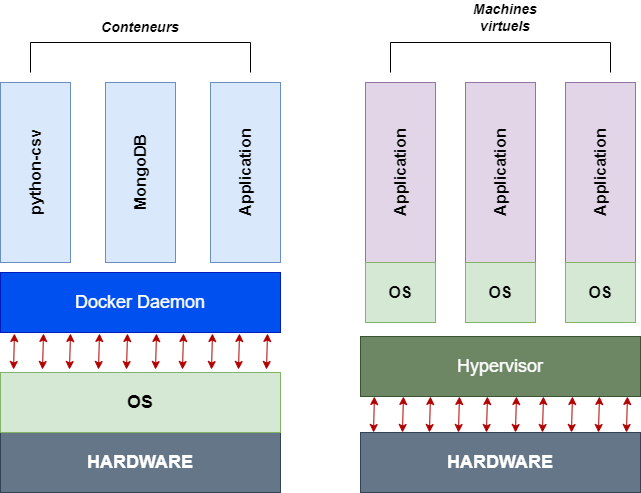 Conteneurs
python-csv
MongoDB
Application
Docker Daemon
OS
HARDWARE
Machines
virtuels
Application
Application
Application
OS
OS
OS
Hypervisor
HARDWARE